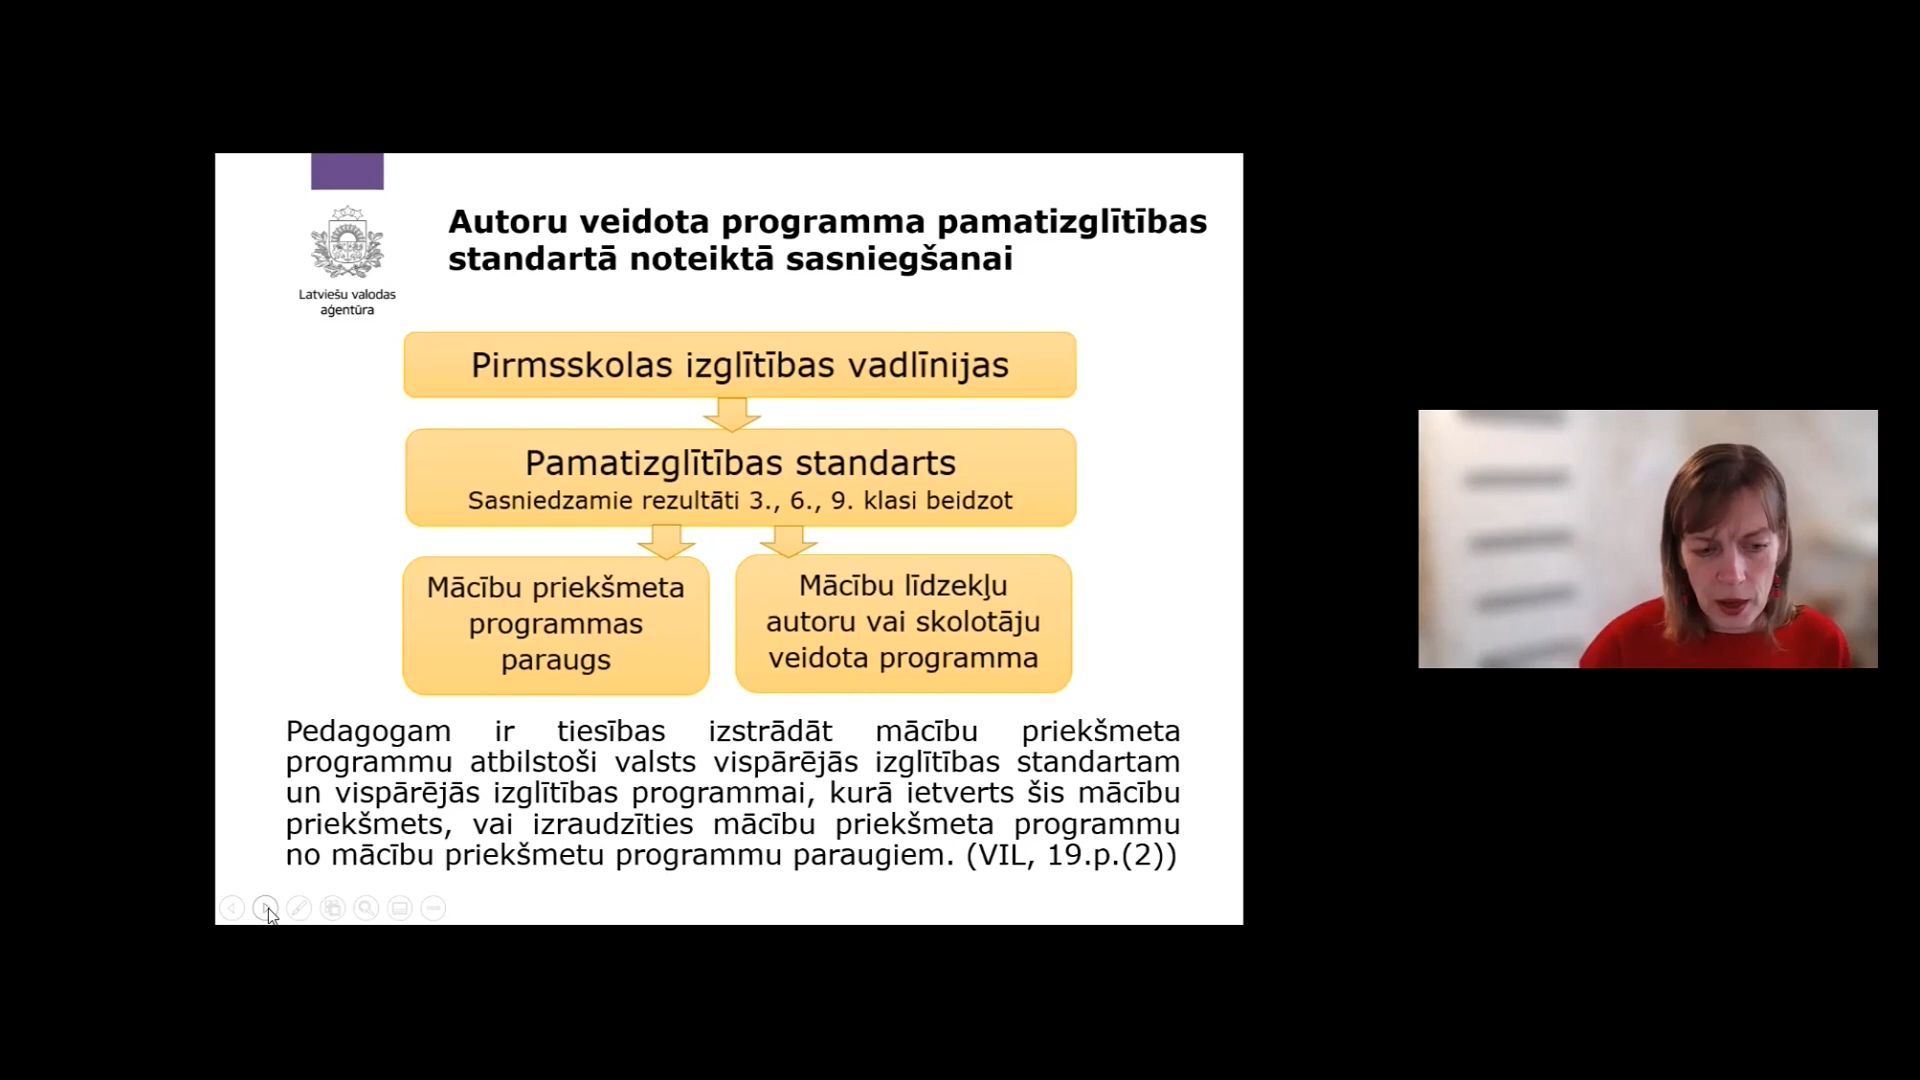 Latviešu valodas
aģentūra
Autoru veidota programma pamatizglītības
standartā noteiktā sasniegšanai
Pirmsskolas izglītības vadlīnijas
Pamatizglītības standarts
Sasniedzamie rezultāti 3., 6., 9. klasi beidzot
Mācību priekšmeta
programmas
paraugs
Mācību līdzekļu
autoru vai skolotāju
veidota programma
Pedagogam ir tiesības izstrādāt mācību priekšmeta
programmu atbilstoši valsts vispārējās izglītības standartam
un vispārējās izglītības programmai, kurā ietverts šis mācību
priekšmets, vai izraudzīties mācību priekšmeta programmu
no mācību priekšmetu programmu paraugiem. (VIL, 19.p.(2))